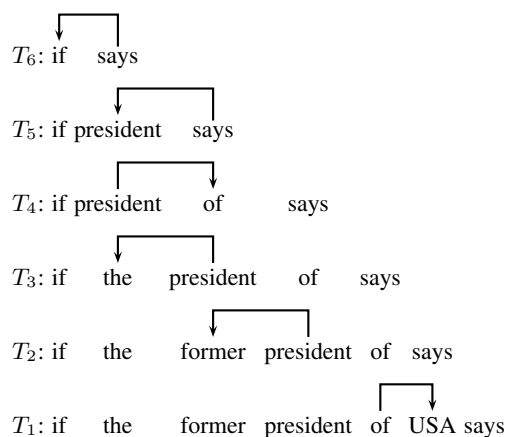 T₆: if says
T₅: if president says
T₄: if president of says
T₃: if the president of says
T₂: if the former president of says
T₁: if the former president of USA says